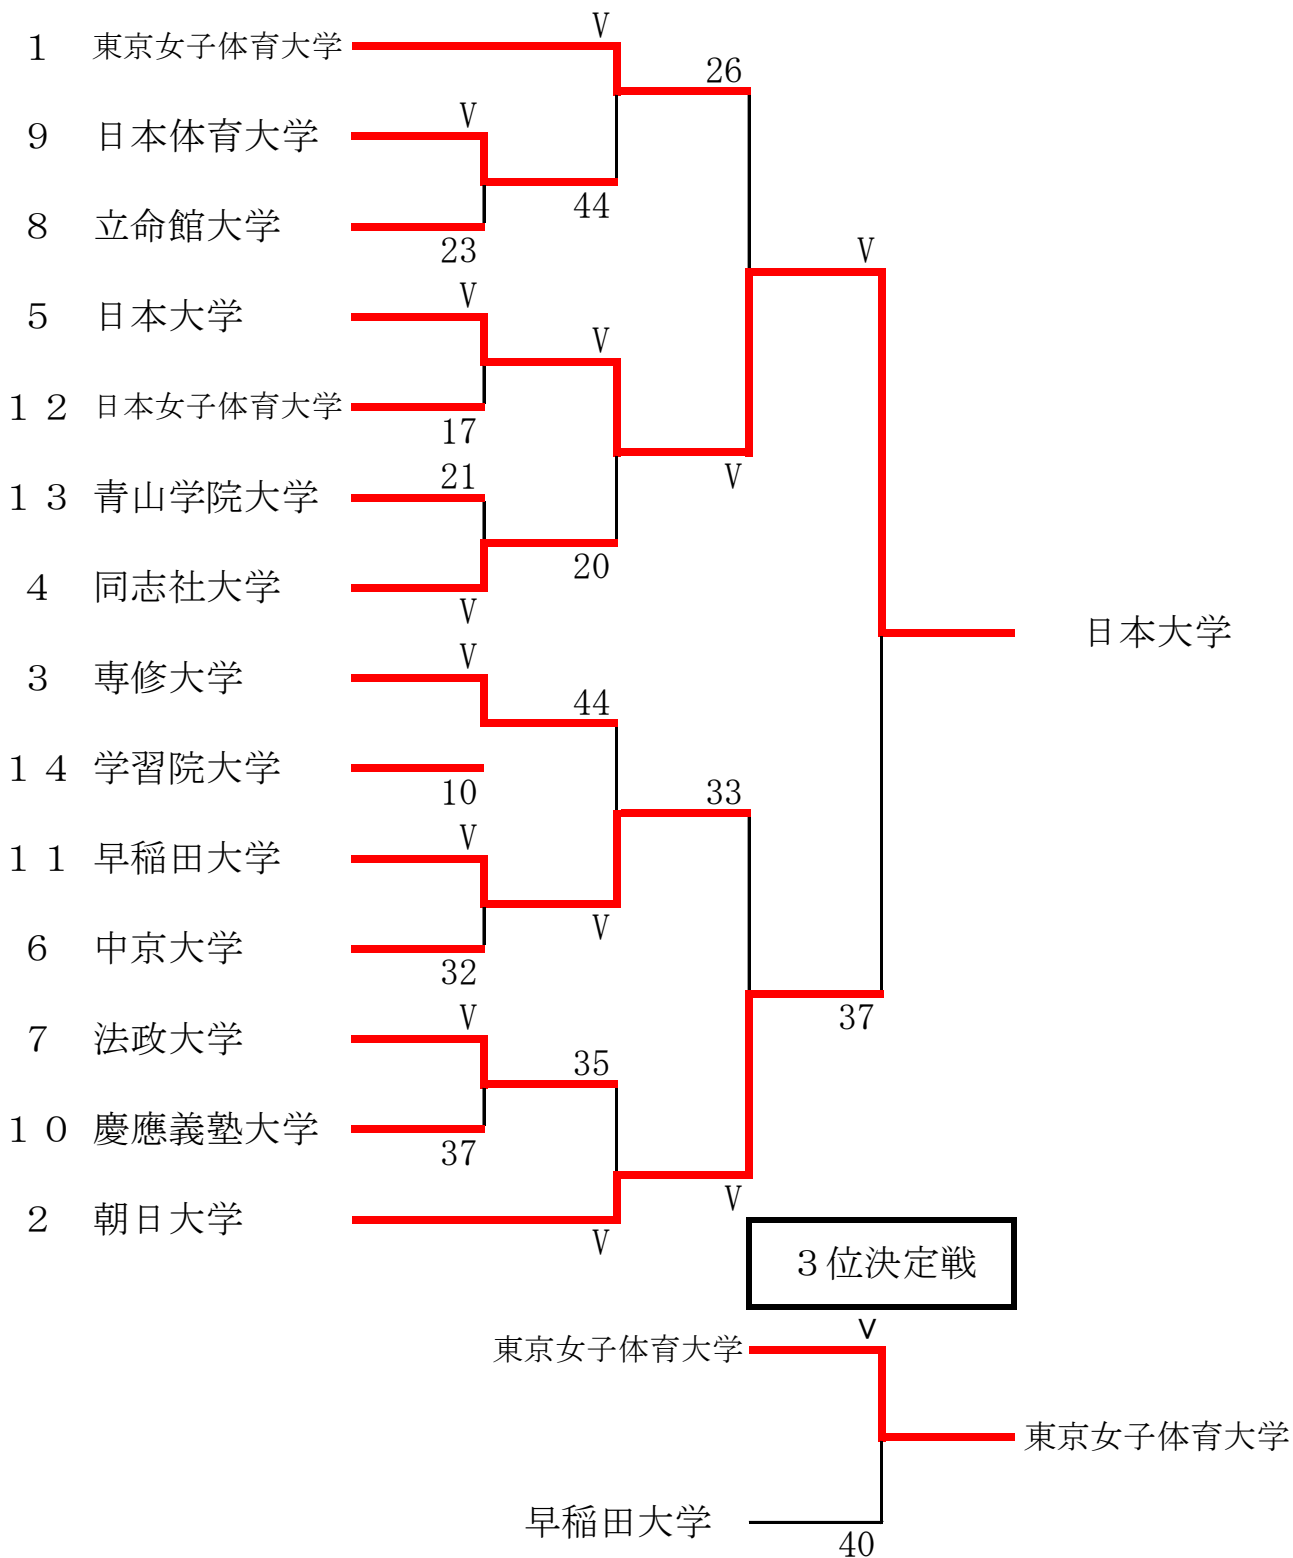 V
1 東京女子体育大学
26
V
9 日本体育大学
44
8 立命館大学
23
V
V
5 日本大学
V
12 日本女子体育大学
17
21
V
13 青山学院大学
20
4 同志社大学
V
日本大学
V
3 専修大学
44
14 学習院大学
10
33
V
11 早稲田大学
V
6 中京大学
32
V
37
7 法政大学
35
10 慶應義塾大学
37
V
2 朝日大学
V
3位決定戦
V
東京女子体育大学
東京女子体育大学
早稲田大学
40